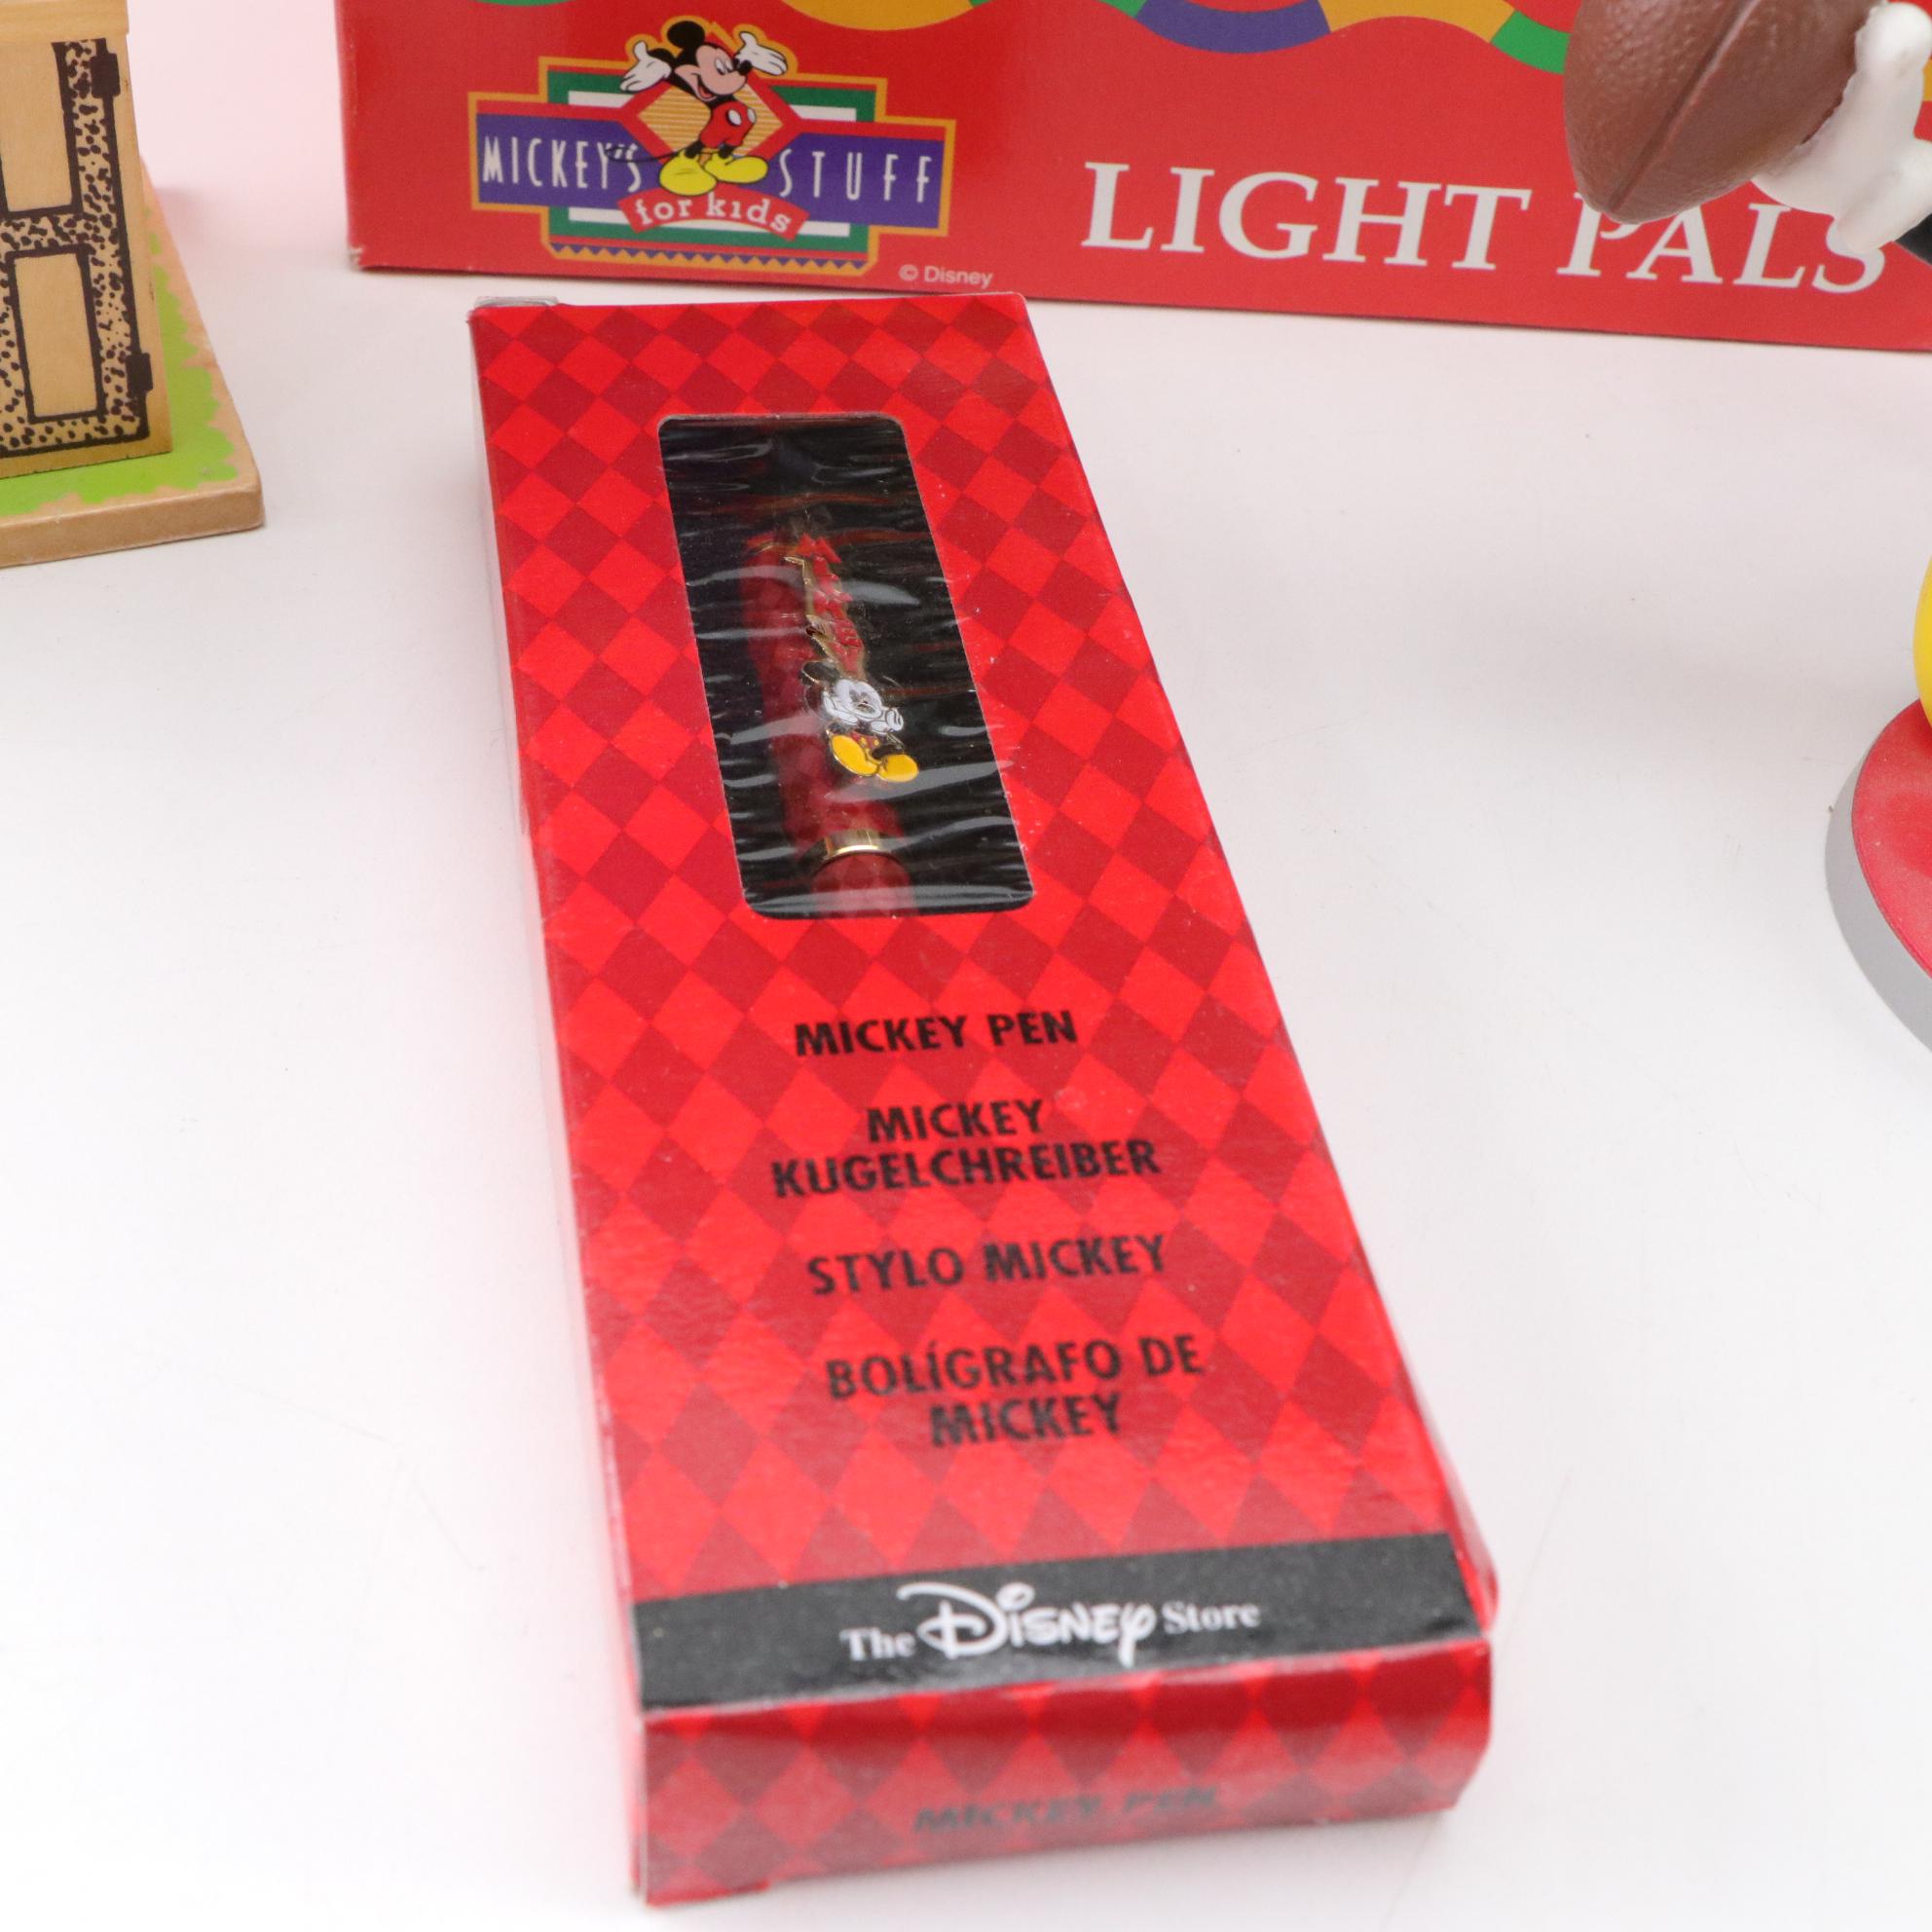 MICKEY'S STUFF
for kids
© Disney
LIGHT PALS
MICKEY PEN
MICKEY
KUGELCHREIBER
STYLO MICKEY
BOLÍGRAFO DE
MICKEY
The Disney Store
MICKEY PEN